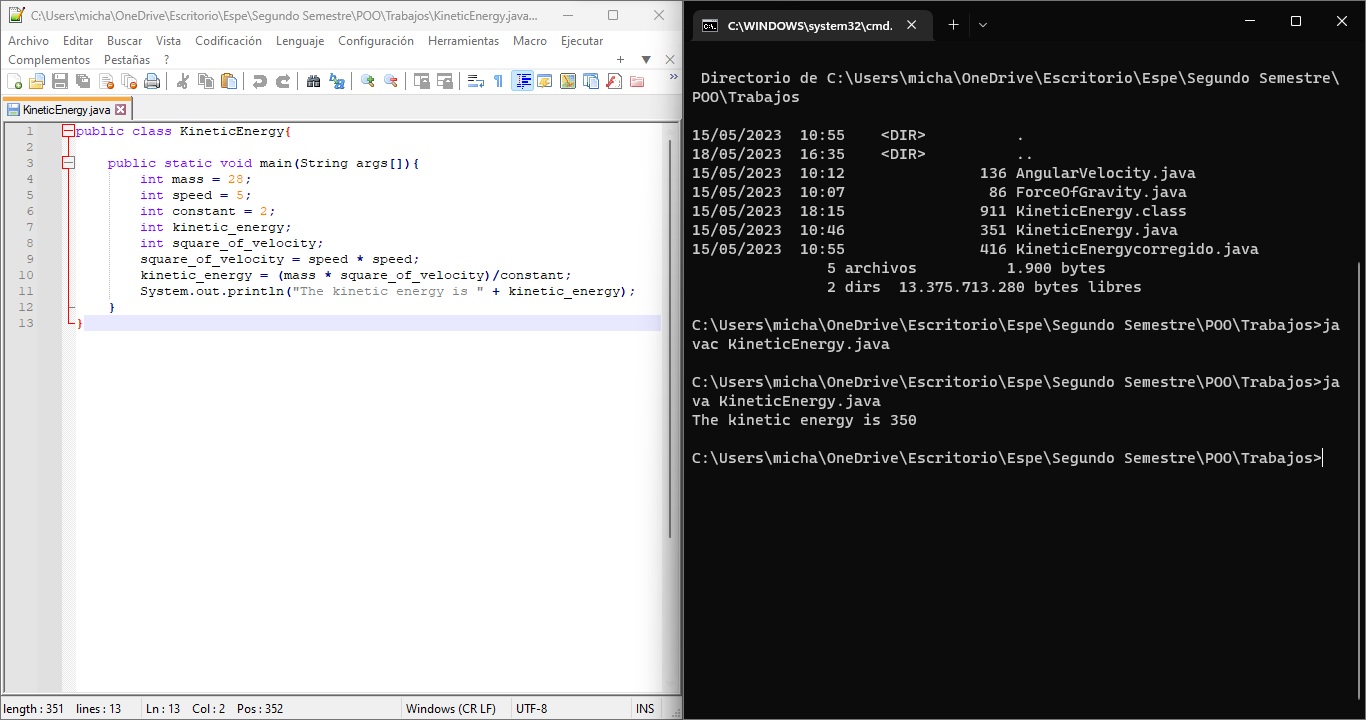 C:\Users\micha\OneDrive\Escritorio\Espe\Segundo Semestre\POO\Trabajos\KineticEnergy.java...
Archivo Editar Buscar Vista Codificación Lenguaje Configuración Herramientas Macro Ejecutar
Complementos Pestañas ?
KineticEnergy.java
1 public class KineticEnergy{
2
3 public static void main(String args[]){
4 int mass = 28;
5 int speed = 5;
6 int constant = 2;
7 int kinetic_energy;
8 int square_of_velocity;
9 square_of_velocity = speed * speed;
10 kinetic_energy = (mass * square_of_velocity)/constant;
11 System.out.println("The kinetic energy is " + kinetic_energy);
12 }
13 }
length : 351 lines : 13 Ln : 13 Col : 2 Pos : 352 Windows (CR LF) UTF-8 INS
C:\WINDOWS\system32\cmd.
Directorio de C:\Users\micha\OneDrive\Escritorio\Espe\Segundo Semestre\
POO\Trabajos
15/05/2023 10:55 <DIR> .
18/05/2023 16:35 <DIR> ..
15/05/2023 10:12 136 AngularVelocity.java
15/05/2023 10:07 86 ForceOfGravity.java
15/05/2023 18:15 911 KineticEnergy.class
15/05/2023 10:46 351 KineticEnergy.java
15/05/2023 10:55 416 KineticEnergycorregido.java
5 archivos 1.900 bytes
2 dirs 13.375.713.280 bytes libres
C:\Users\micha\OneDrive\Escritorio\Espe\Segundo Semestre\POO\Trabajos>ja
vac KineticEnergy.java
C:\Users\micha\OneDrive\Escritorio\Espe\Segundo Semestre\POO\Trabajos>ja
va KineticEnergy.java
The kinetic energy is 350
C:\Users\micha\OneDrive\Escritorio\Espe\Segundo Semestre\POO\Trabajos>